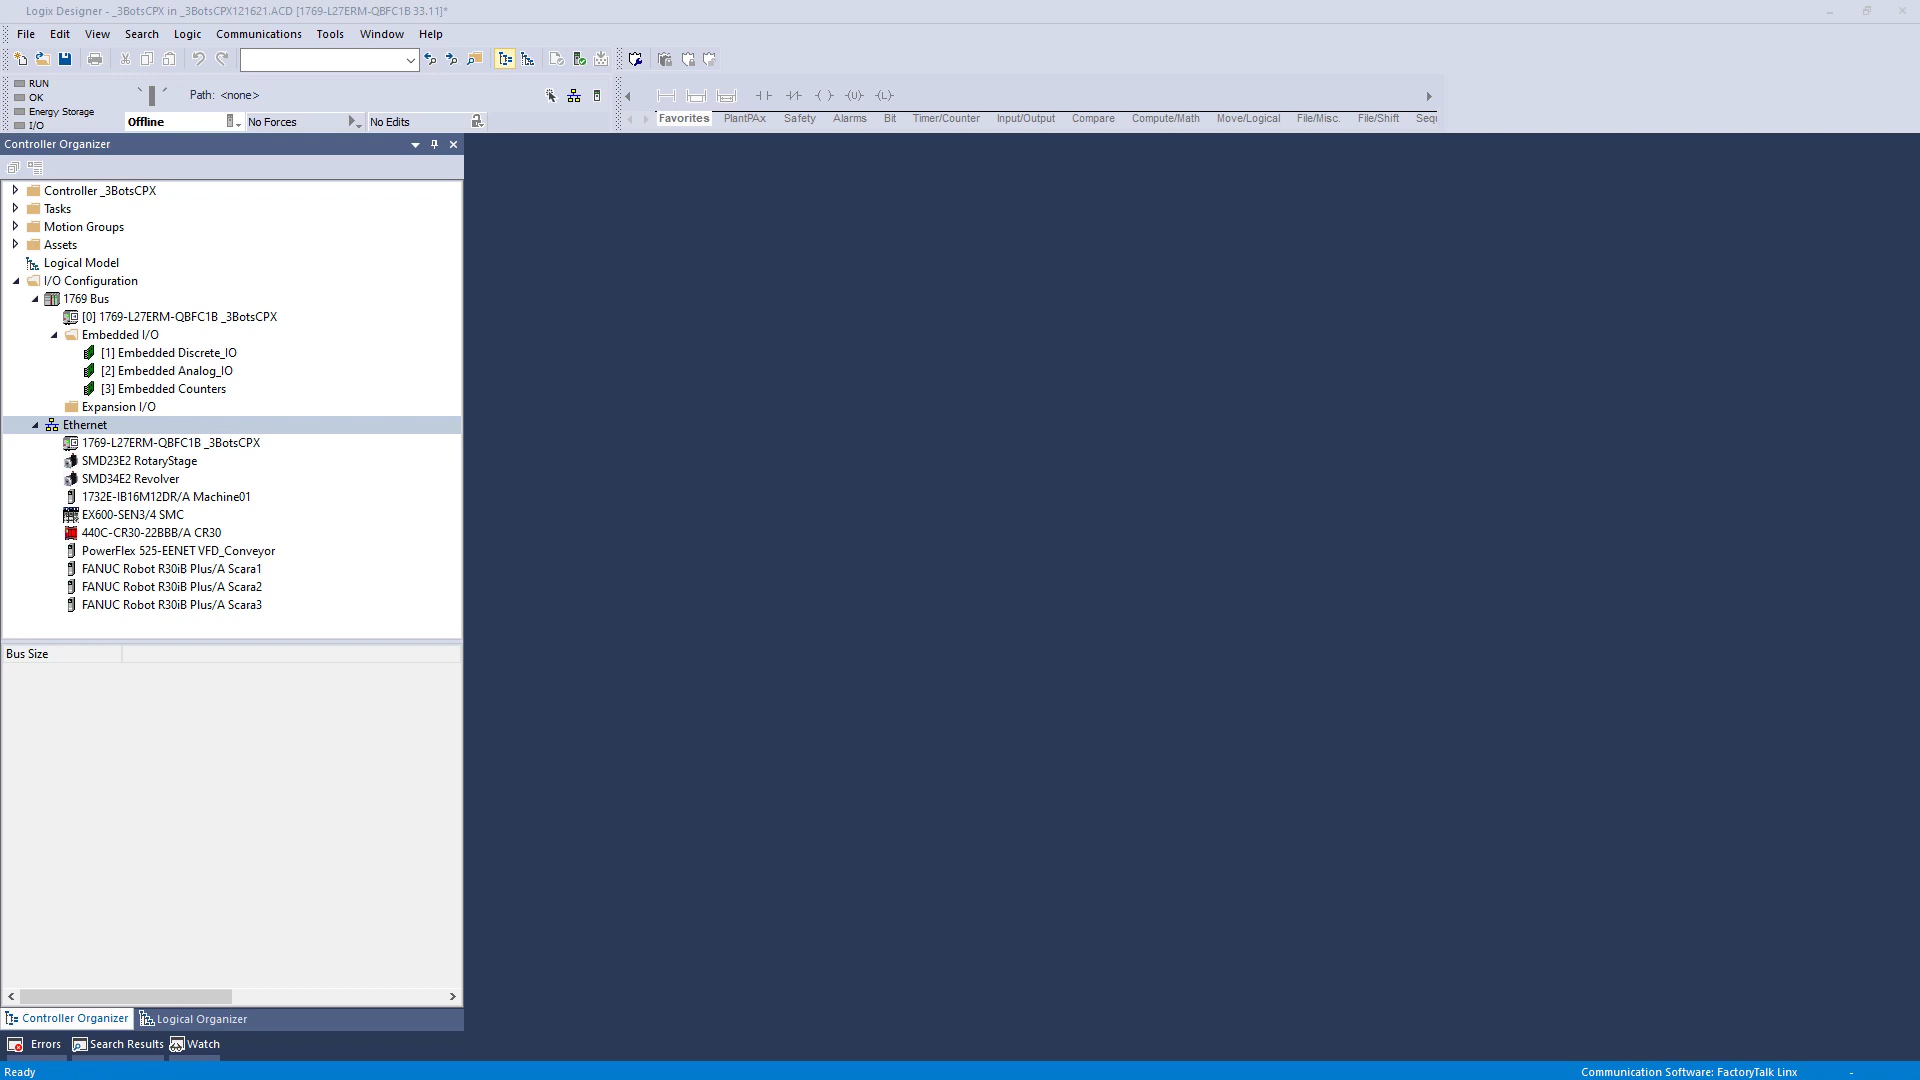 Logix Designer - _3BotsCPX in _3BotsCPX121621.ACD [1769-L27ERM-QBFC1B 33.11]*
File Edit View Search Logic Communications Tools Window Help
RUN
OK
Energy Storage
I/O
Path: <none>
Offline
No Forces
No Edits
Favorites PlantPAx Safety Alarms Bit Timer/Counter Input/Output Compare Compute/Math Move/Logical File/Misc. File/Shift Sequ
Controller Organizer
Controller _3BotsCPX
Tasks
Motion Groups
Assets
Logical Model
I/O Configuration
1769 Bus
[0] 1769-L27ERM-QBFC1B _3BotsCPX
Embedded I/O
[1] Embedded Discrete_IO
[2] Embedded Analog_IO
[3] Embedded Counters
Expansion I/O
Ethernet
1769-L27ERM-QBFC1B _3BotsCPX
SMD23E2 RotaryStage
SMD34E2 Revolver
1732E-IB16M12DR/A Machine01
EX600-SEN3/4 SMC
440C-CR30-22BBB/A CR30
PowerFlex 525-EENET VFD_Conveyor
FANUC Robot R30iB Plus/A Scara1
FANUC Robot R30iB Plus/A Scara2
FANUC Robot R30iB Plus/A Scara3
Bus Size
Controller Organizer
Logical Organizer
Errors
Search Results
Watch
Ready
Communication Software: FactoryTalk Linx